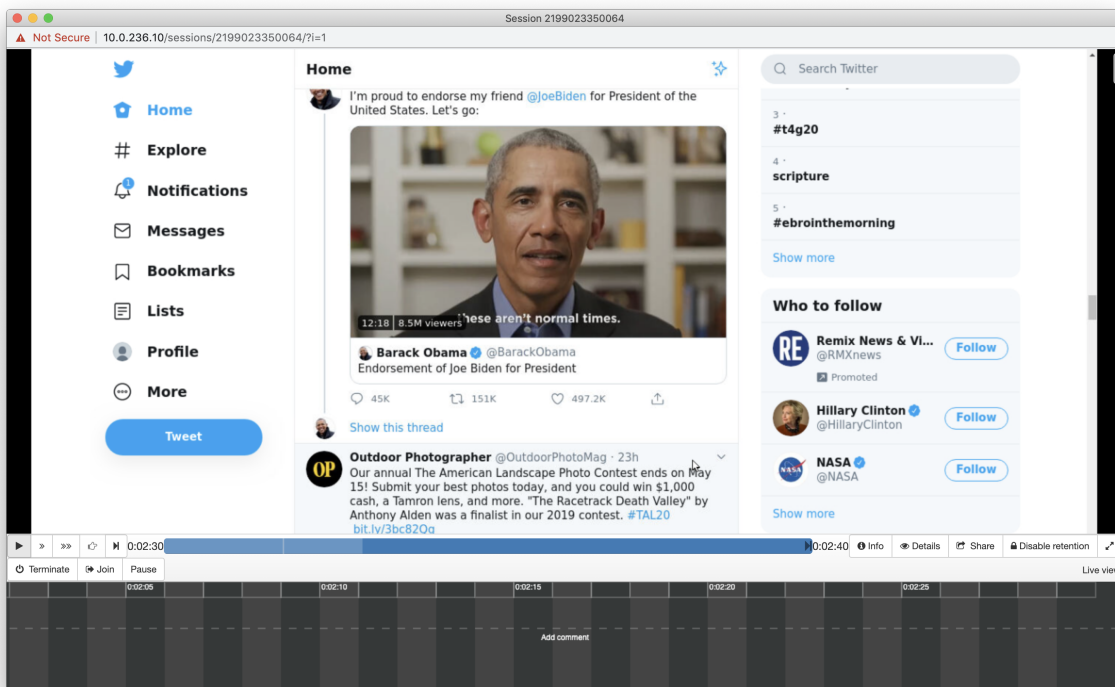 Session 2199023350064
Not Secure 10.0.236.10/sessions/2199023350064/?i=1
Home
Explore
1
Notifications
Messages
Bookmarks
Lists
Profile
More
Tweet
Home
I'm proud to endorse my friend @JoeBiden for President of the
United States. Let's go:
these aren't normal times.
12:18 8.5M viewers
Barack Obama @BarackObama
Endorsement of Joe Biden for President
45K 151K 497.2K
Show this thread
OP
Outdoor Photographer @OutdoorPhotoMag · 23h
Our annual The American Landscape Photo Contest ends on May
15! Submit your best photos today, and you could win $1,000
cash, a Tamron lens, and more. "The Racetrack Death Valley" by
Anthony Alden was a finalist in our 2019 contest. #TAL20
bit.ly/3bc82Qg
Search Twitter
3 ·
#t4g20
4 ·
scripture
5 ·
#ebrointhemorning
Show more
Who to follow
RE
Remix News & Vi...
@RMXnews
Follow
Promoted
Hillary Clinton
@HillaryClinton
Follow
NASA
NASA
@NASA
Follow
Show more
0:02:30 0:02:40 Info Details Share Disable retention
Terminate Join Pause Live view
0:02:05 0:02:10 0:02:15 0:02:20 0:02:25
Add comment